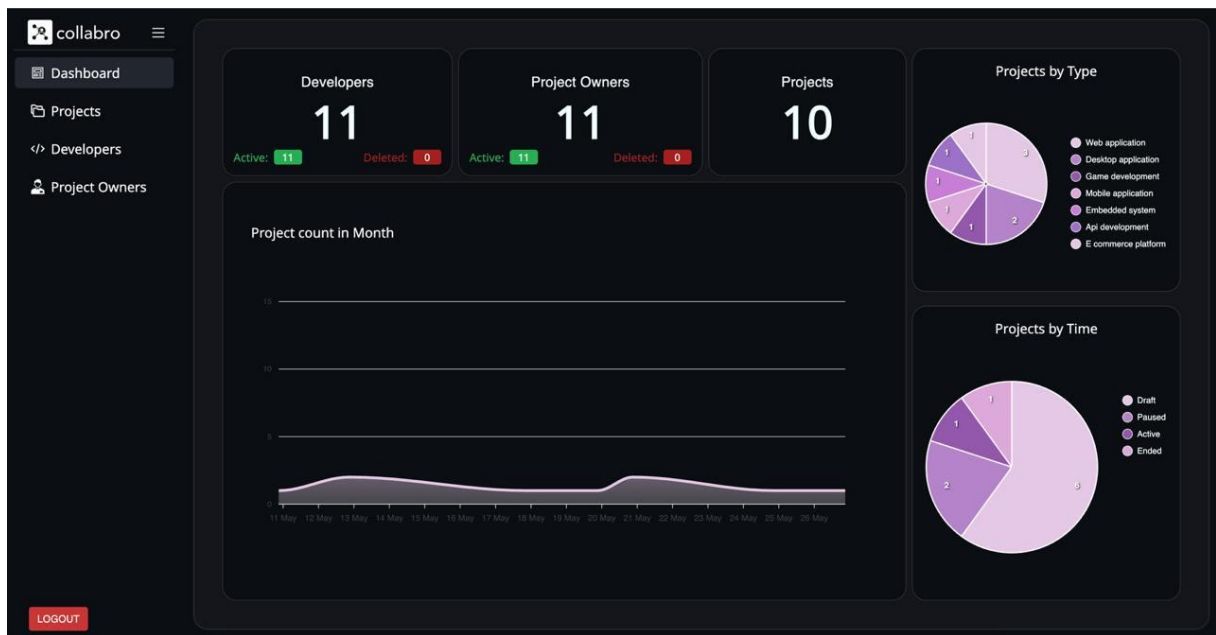 collabro
Dashboard
Projects
Developers
Project Owners
LOGOUT
Developers
11
Active: 11 Deleted: 0
Project Owners
11
Active: 11 Deleted: 0
Projects
10
Project count in Month
15
10
5
0
11 May 12 May 13 May 14 May 15 May 16 May 17 May 18 May 19 May 20 May 21 May 22 May 23 May 24 May 25 May 26 May
Projects by Type
1
3
1
1
1
1
2
Web application
Desktop application
Game development
Mobile application
Embedded system
Api development
E commerce platform
Projects by Time
1
1
2
6
Draft
Paused
Active
Ended